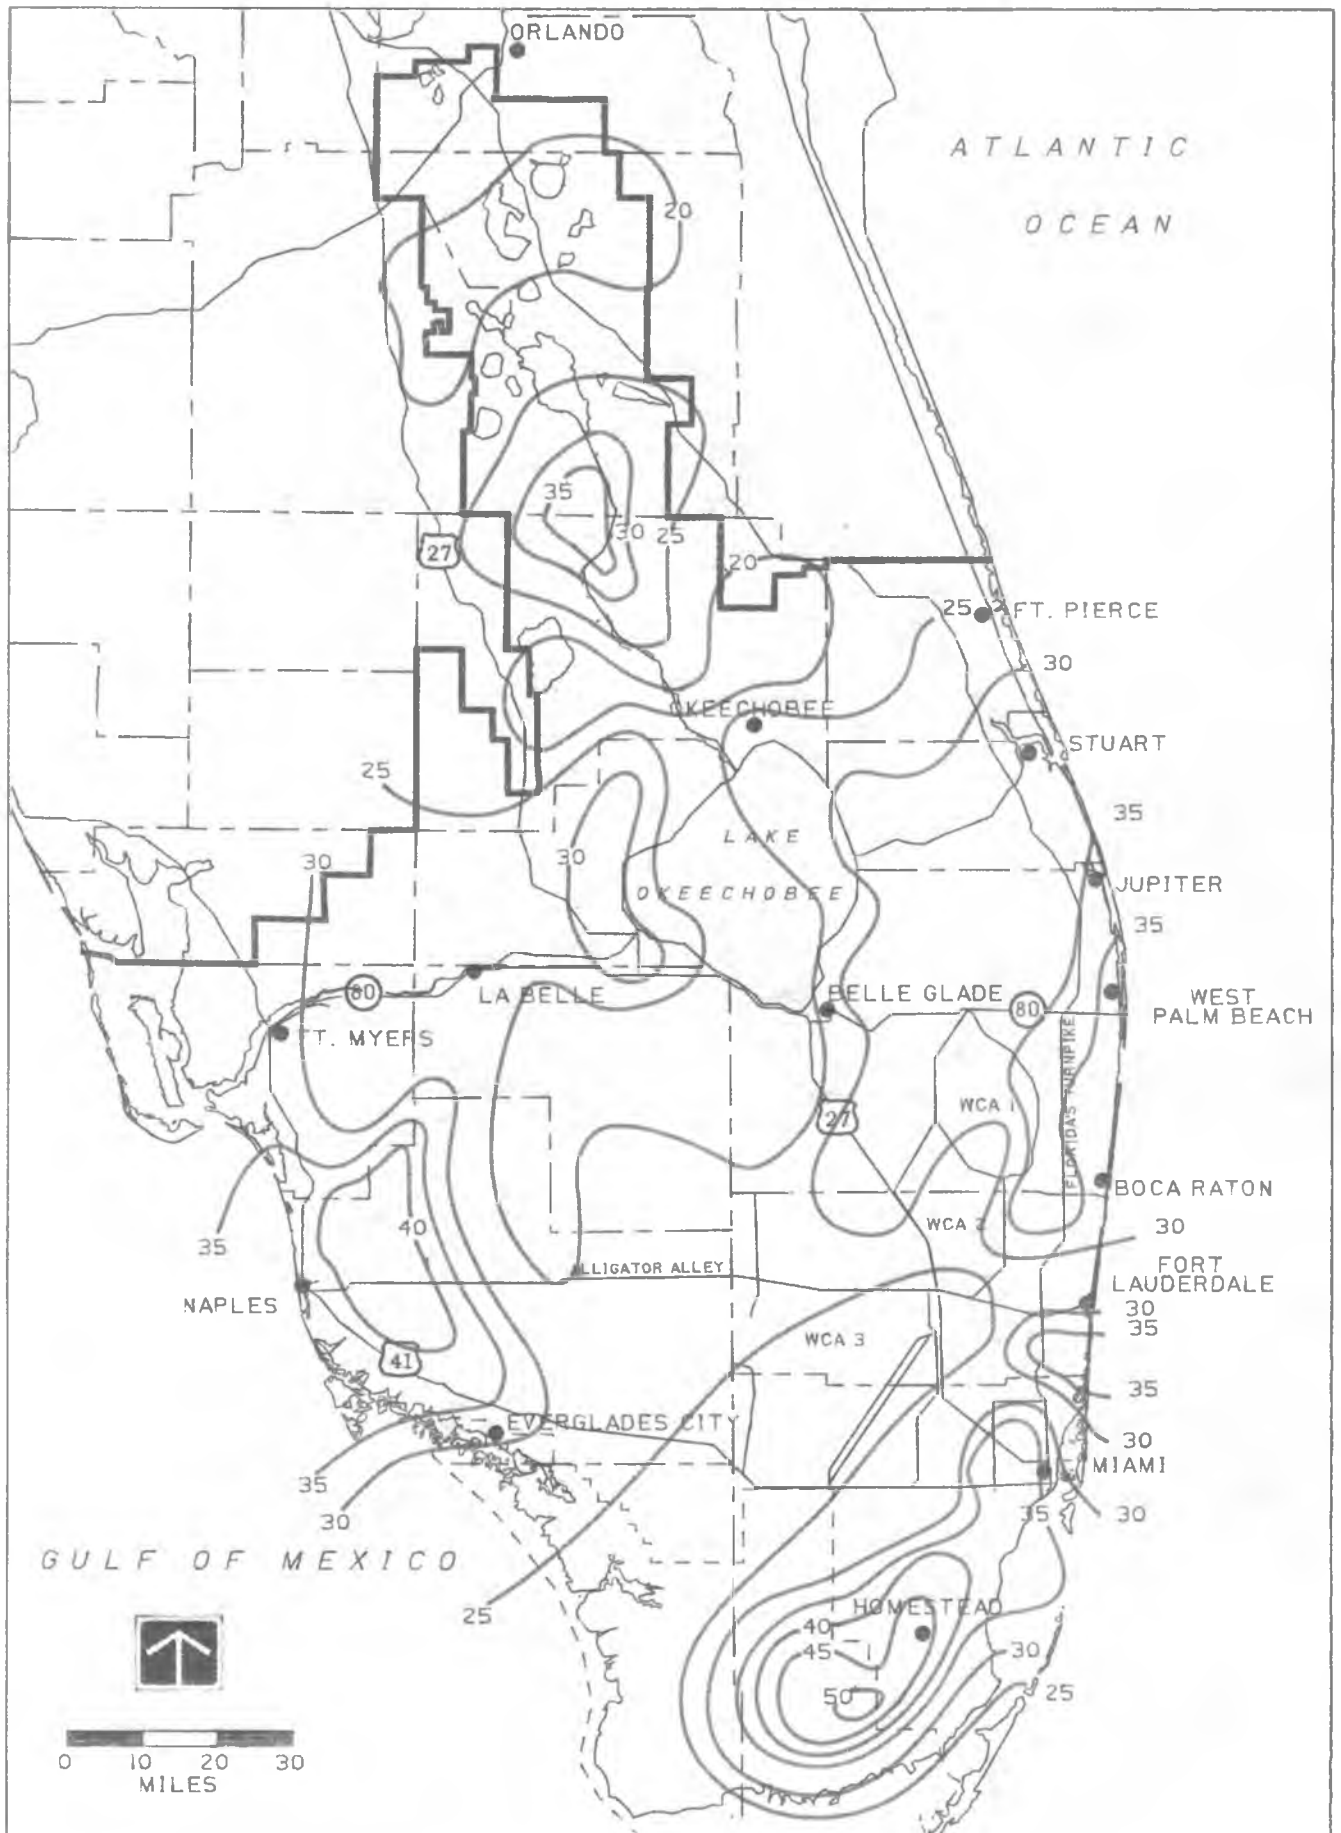 ORLANDO
ATLANTIC
OCEAN
20
35
30
25
27
20
25
FT. PIERCE
30
OKEECHOBEE
STUART
25
35
LAKE
30
30
OKEECHOBEE
JUPITER
35
80
LA BELLE
BELLE GLADE
80
WEST
PALM BEACH
FT. MYERS
FLORIDA'S TURNPIKE
WCA 1
27
BOCA RATON
40
WCA 2
30
35
ALLIGATOR ALLEY
FORT
LAUDERDALE
NAPLES
30
35
WCA 3
41
35
EVERGLADES CITY
30
MIAMI
35
30
35
30
GULF OF MEXICO
25
HOMESTEAD
40
45
30
50
25
0 10 20 30
MILES